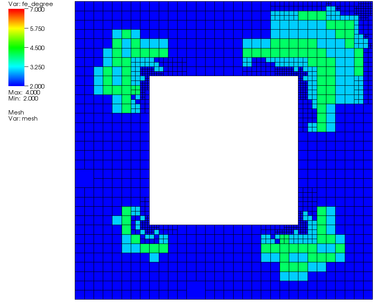 Var: fe_degree
7.000
5.750
4.500
3.250
2.000
Max: 4.000
Min: 2.000
Mesh
Var: mesh